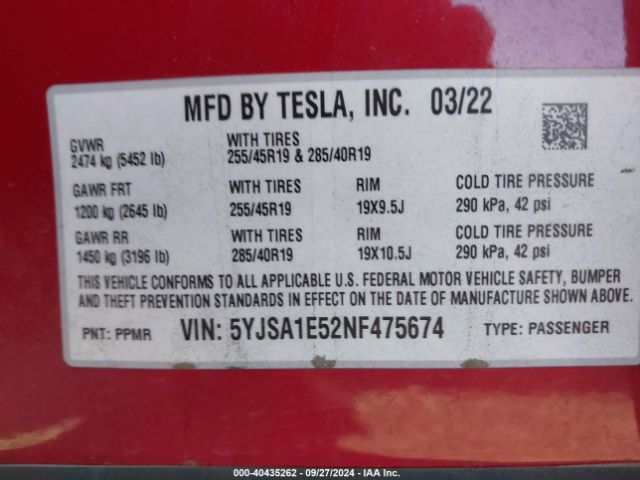 MFD BY TESLA, INC. 03/22
GVWR WITH TIRES
2474 kg (5452 lb) 255/45R19 & 285/40R19
GAWR FRT WITH TIRES RIM COLD TIRE PRESSURE
1200 kg (2645 lb) 255/45R19 19X9.5J 290 kPa, 42 psi
GAWR RR WITH TIRES RIM COLD TIRE PRESSURE
1450 kg (3196 lb) 285/40R19 19X10.5J 290 kPa, 42 psi
THIS VEHICLE CONFORMS TO ALL APPLICABLE U.S. FEDERAL MOTOR VEHICLE SAFETY, BUMPER
AND THEFT PREVENTION STANDARDS IN EFFECT ON THE DATE OF MANUFACTURE SHOWN ABOVE.
PNT: PPMR VIN: 5YJSA1E52NF475674 TYPE: PASSENGER
000-40435262 - 09/27/2024 - IAA Inc.